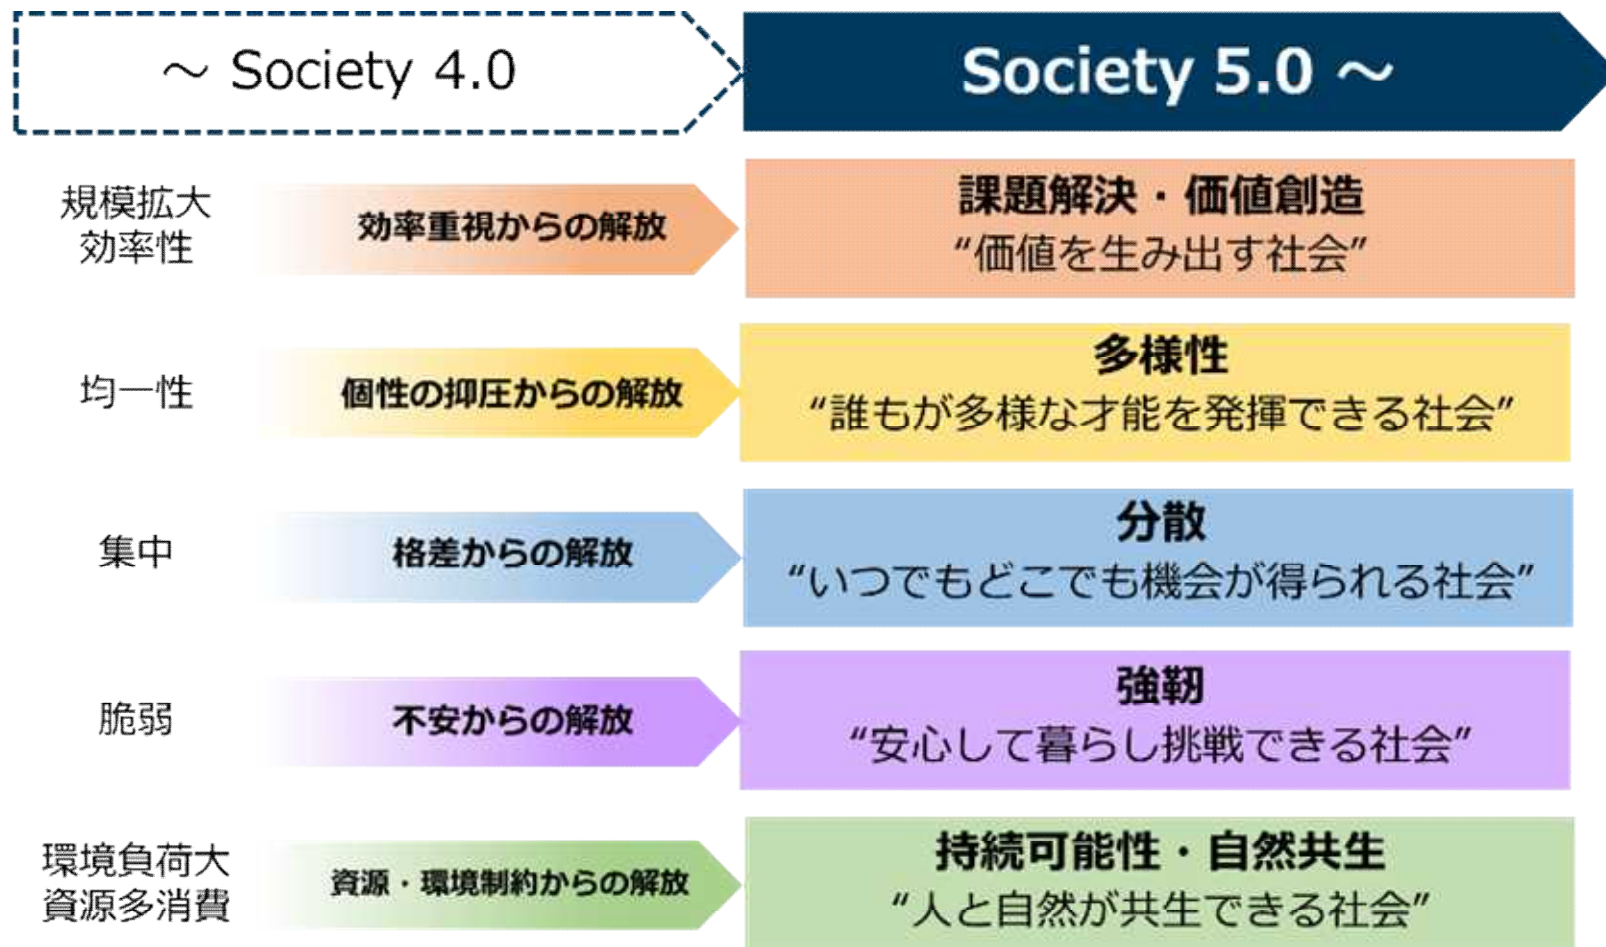 ～ Society 4.0
Society 5.0 ～
規模拡大
効率性
効率重視からの解放
課題解決・価値創造
“価値を生み出す社会”
均一性
個性の抑圧からの解放
多様性
“誰もが多様な才能を発揮できる社会”
集中
格差からの解放
分散
“いつでもどこでも機会が得られる社会”
脆弱
不安からの解放
強靭
“安心して暮らし挑戦できる社会”
環境負荷大
資源多消費
資源・環境制約からの解放
持続可能性・自然共生
“人と自然が共生できる社会”